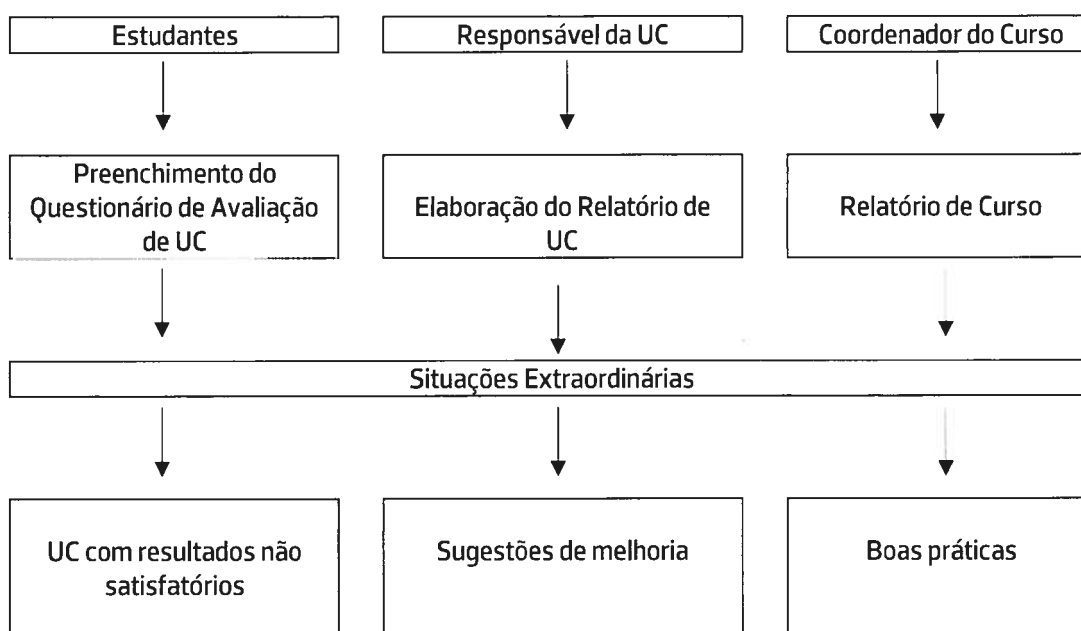 Estudantes
Responsável da UC
Coordenador do Curso
Preenchimento do
Questionário de Avaliação
de UC
Elaboração do Relatório de
UC
Relatório de Curso
Situações Extraordinárias
UC com resultados não
satisfatórios
Sugestões de melhoria
Boas práticas